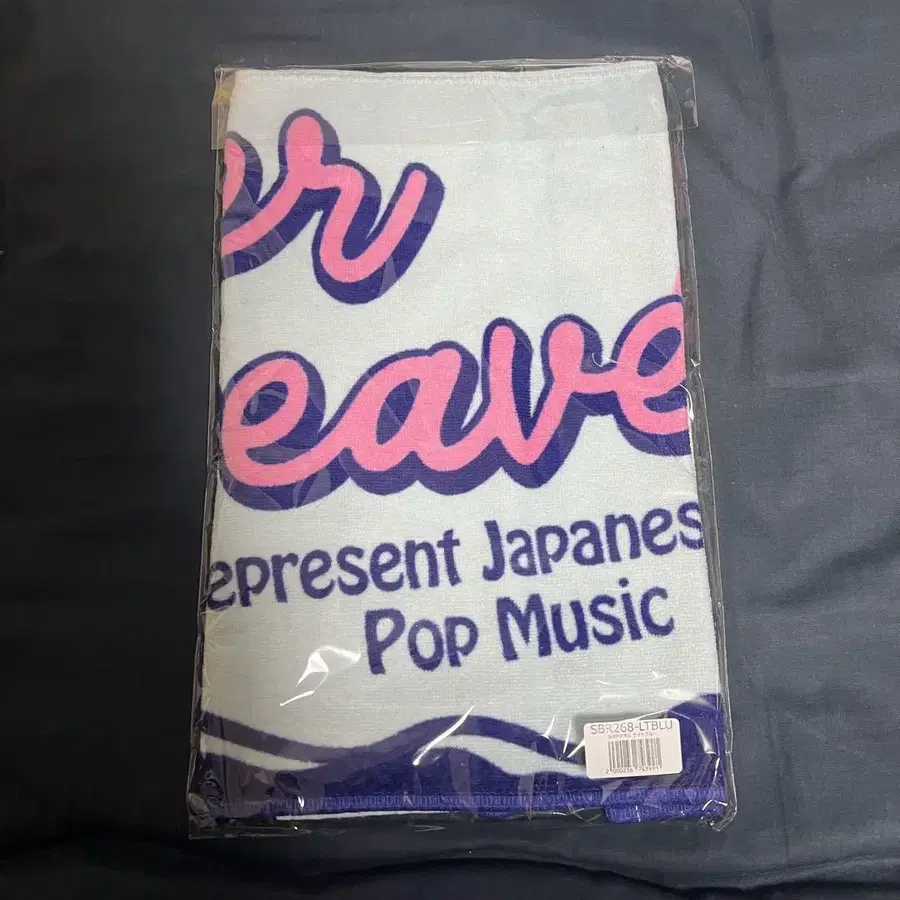 er
eave
epresent Japanes
Pop Music
SBR268-LTBLU